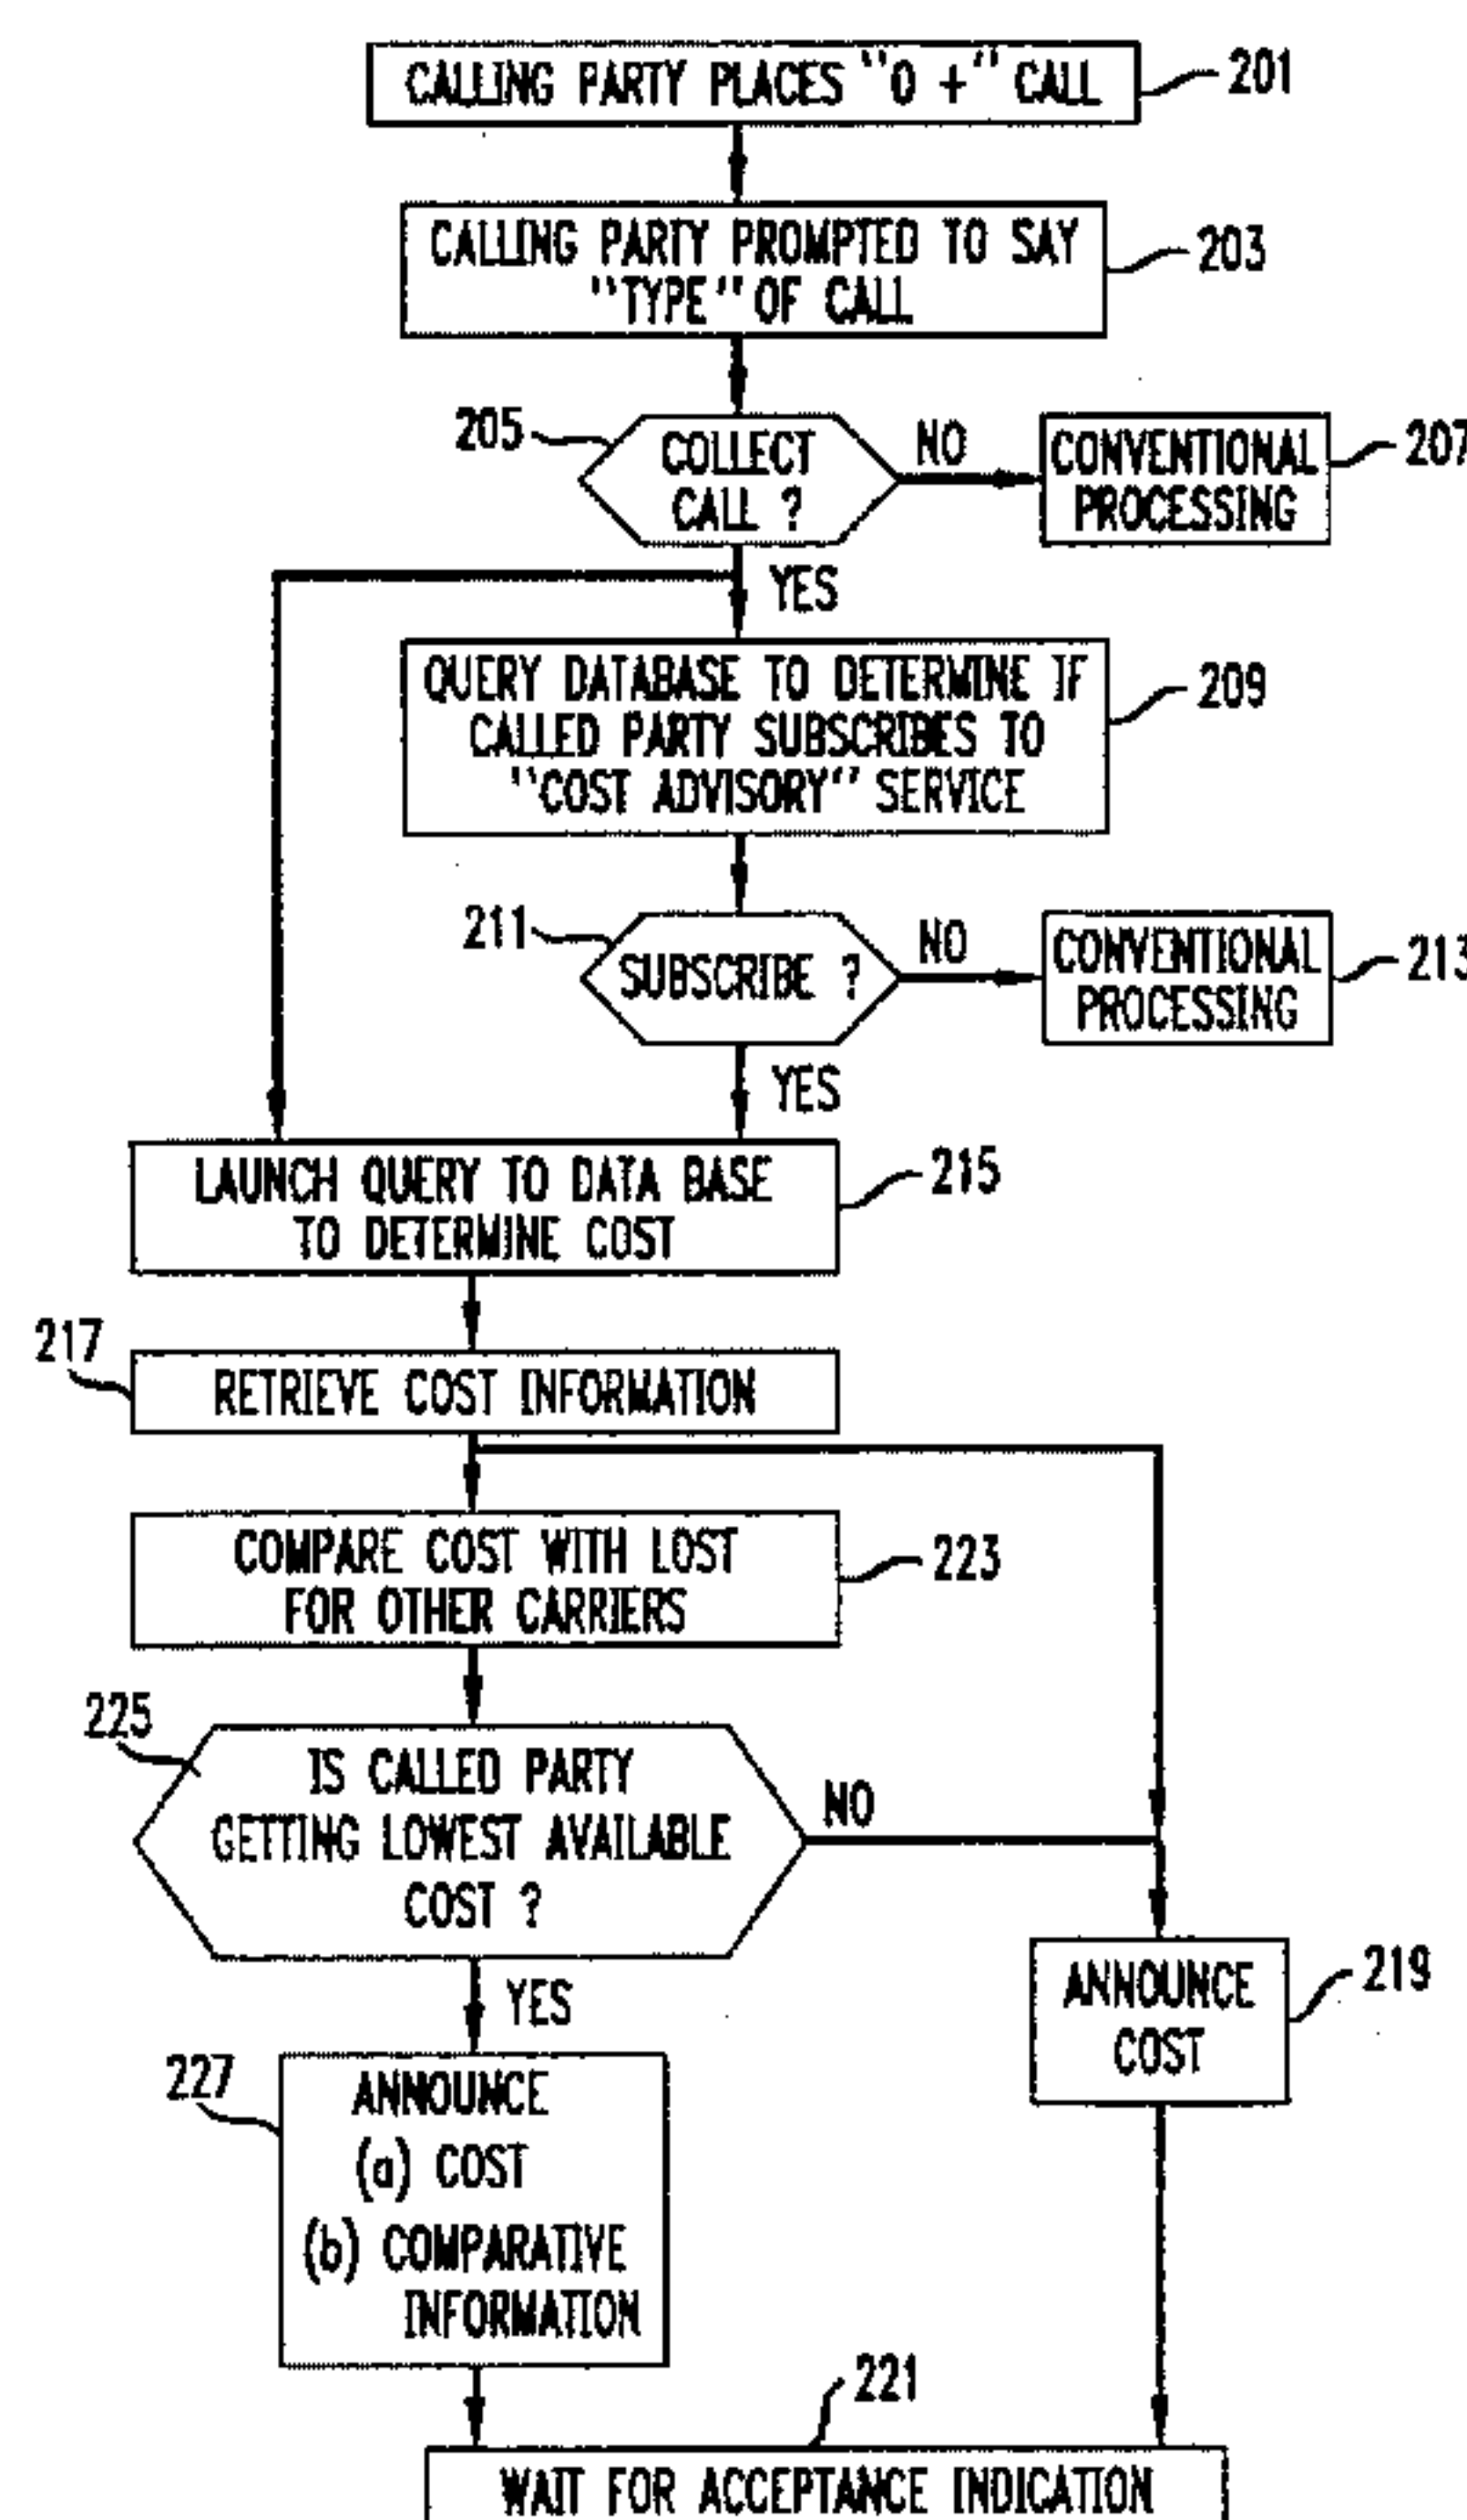 CALLING PARTY PLACES "0 +" CALL
201
CALLING PARTY PROMPTED TO SAY
"TYPE" OF CALL
203
205
COLLECT
CALL ?
NO
CONVENTIONAL
PROCESSING
207
YES
QUERY DATABASE TO DETERMINE IF
CALLED PARTY SUBSCRIBES TO
"COST ADVISORY" SERVICE
209
211
SUBSCRIBE ?
NO
CONVENTIONAL
PROCESSING
213
YES
LAUNCH QUERY TO DATA BASE
TO DETERMINE COST
215
217
RETRIEVE COST INFORMATION
COMPARE COST WITH LOST
FOR OTHER CARRIERS
223
225
IS CALLED PARTY
GETTING LOWEST AVAILABLE
COST ?
NO
YES
ANNOUNCE
COST
219
227
ANNOUNCE
(a) COST
(b) COMPARATIVE
INFORMATION
221
WAIT FOR ACCEPTANCE INDICATION